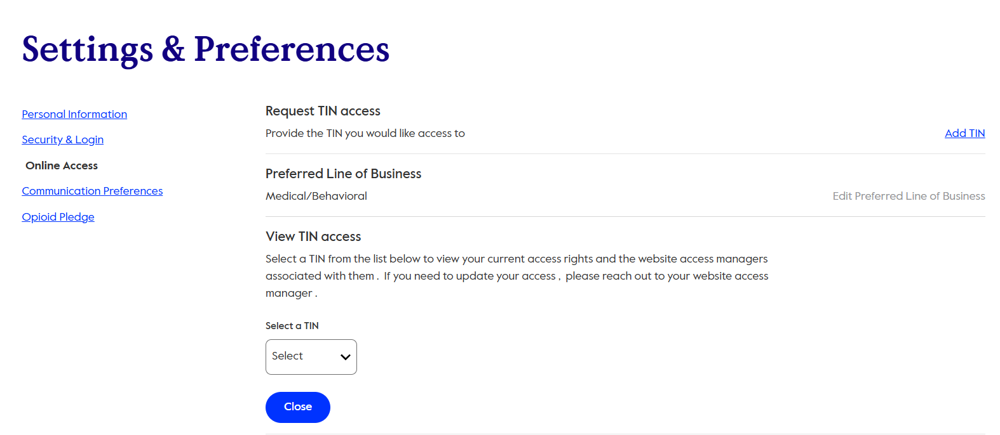 Settings & Preferences
Personal Information
Security & Login
Online Access
Communication Preferences
Opioid Pledge
Request TIN access
Provide the TIN you would like access to
Add TIN
Preferred Line of Business
Medical/Behavioral
Edit Preferred Line of Business
View TIN access
Select a TIN from the list below to view your current access rights and the website access managers
associated with them . If you need to update your access , please reach out to your website access
manager .
Select a TIN
Select
Close